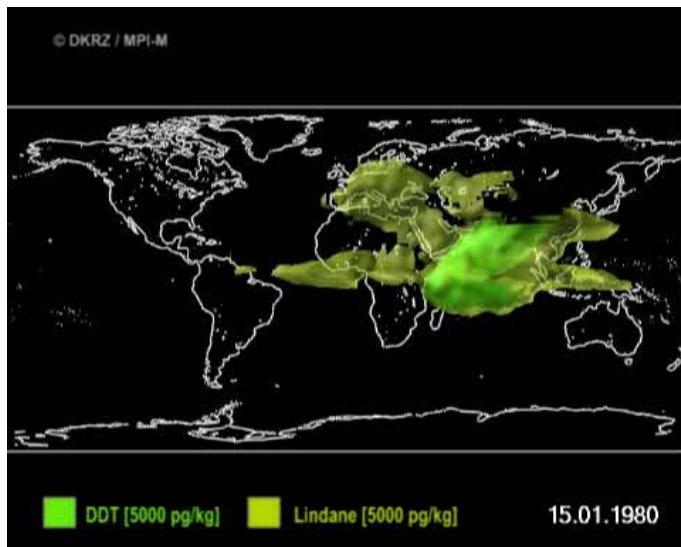 © DKRZ / MPI-M
DDT [5000 pg/kg] Lindane [5000 pg/kg] 15.01.1980